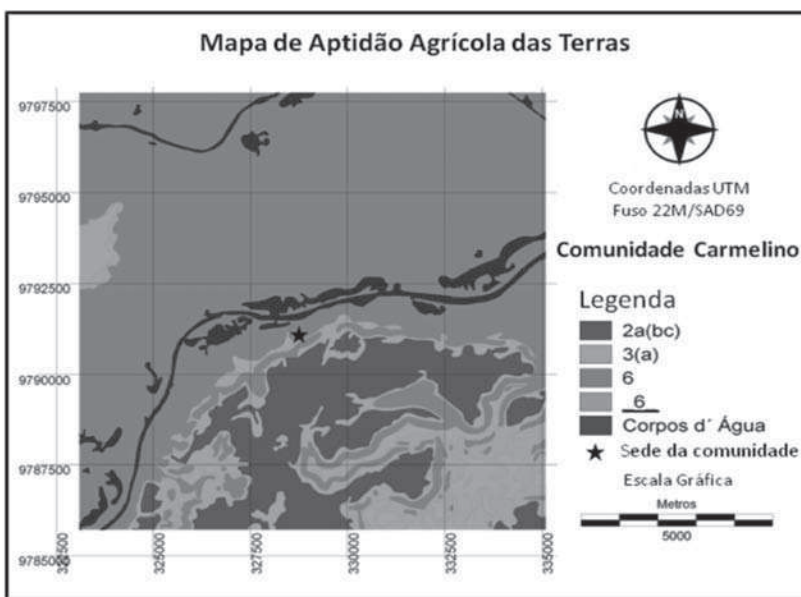 Mapa de Aptidão Agrícola das Terras
9797500
9795000
9792500
9790000
9787500
9785000
322500
325000
327500
330000
332500
335000
N
Coordenadas UTM
Fuso 22M/SAD69
Comunidade Carmelino
Legenda
2a(bc)
3(a)
6
6
Corpos d´ Água
Sede da comunidade
Escala Gráfica
Metros
5000